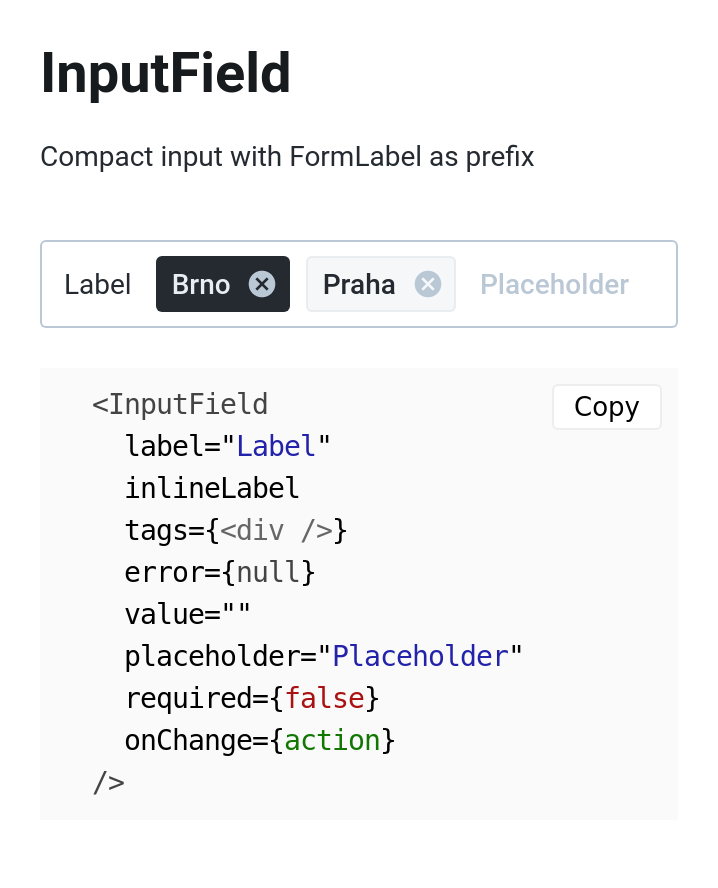 InputField
Compact input with FormLabel as prefix
Label Brno Praha Placeholder
Copy
<InputField
  label="Label"
  inlineLabel
  tags={<div />}
  error={null}
  value=""
  placeholder="Placeholder"
  required={false}
  onChange={action}
/>